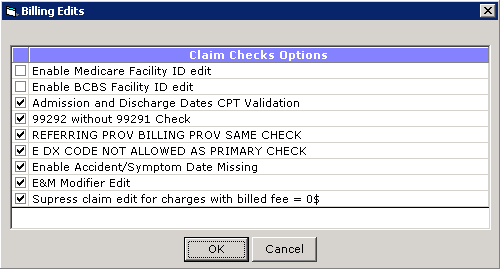 Billing Edits
Claim Checks Options
Enable Medicare Facility ID edit
Enable BCBS Facility ID edit
Admission and Discharge Dates CPT Validation
99292 without 99291 Check
REFERRING PROV BILLING PROV SAME CHECK
E DX CODE NOT ALLOWED AS PRIMARY CHECK
Enable Accident/Symptom Date Missing
E&M Modifier Edit
Supress claim edit for charges with billed fee = 0$
OK Cancel